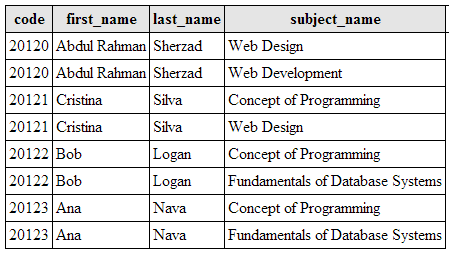 code first_name last_name subject_name
20120 Abdul Rahman Sherzad Web Design
20120 Abdul Rahman Sherzad Web Development
20121 Cristina Silva Concept of Programming
20121 Cristina Silva Web Design
20122 Bob Logan Concept of Programming
20122 Bob Logan Fundamentals of Database Systems
20123 Ana Nava Concept of Programming
20123 Ana Nava Fundamentals of Database Systems